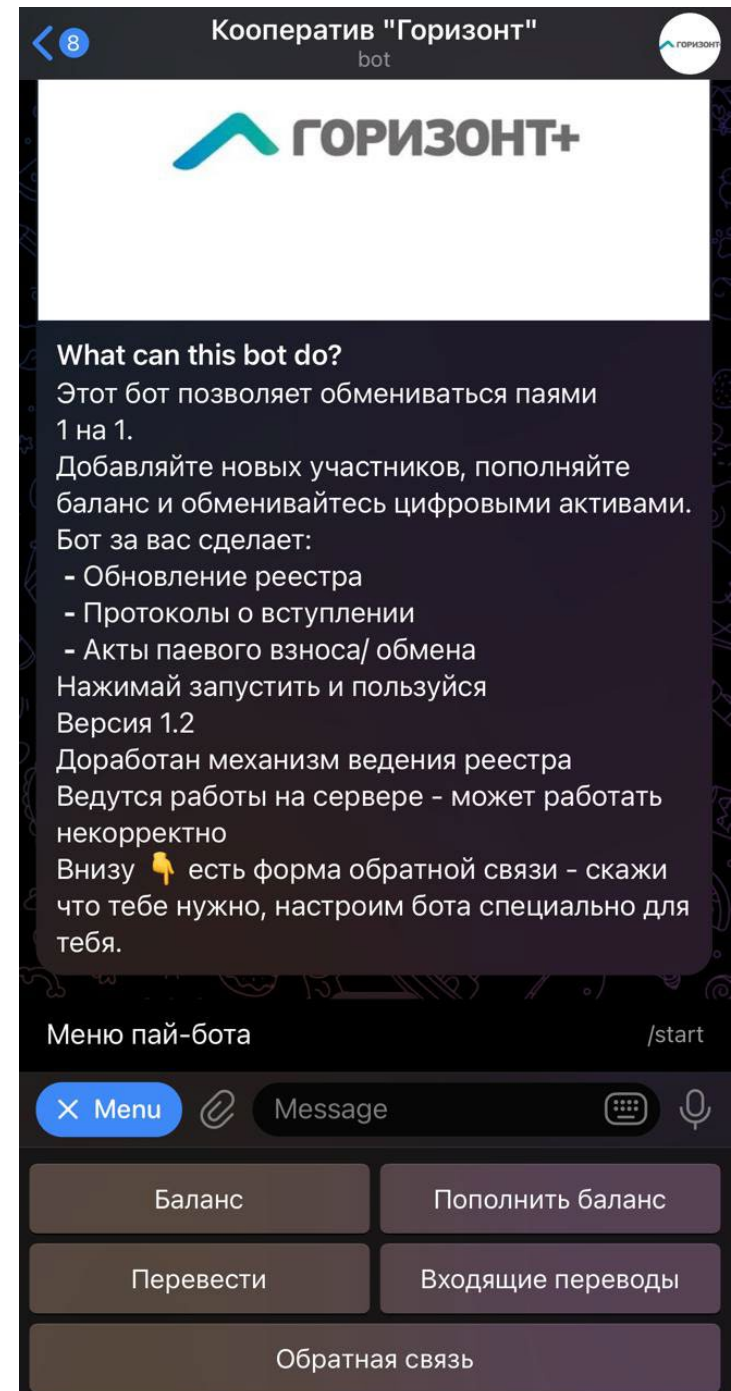 8
Кооператив "Горизонт"
bot
ГОРИЗОНТ
ГОРИЗОНТ+
What can this bot do?
Этот бот позволяет обмениваться паями
1 на 1.
Добавляйте новых участников, пополняйте
баланс и обменивайтесь цифровыми активами.
Бот за вас сделает:
- Обновление реестра
- Протоколы о вступлении
- Акты паевого взноса/ обмена
Нажимай запустить и пользуйся
Версия 1.2
Доработан механизм ведения реестра
Ведутся работы на сервере - может работать
некорректно
Внизу 👇 есть форма обратной связи - скажи
что тебе нужно, настроим бота специально для
тебя.
Меню пай-бота /start
Menu Message
Баланс Пополнить баланс
Перевести Входящие переводы
Обратная связь